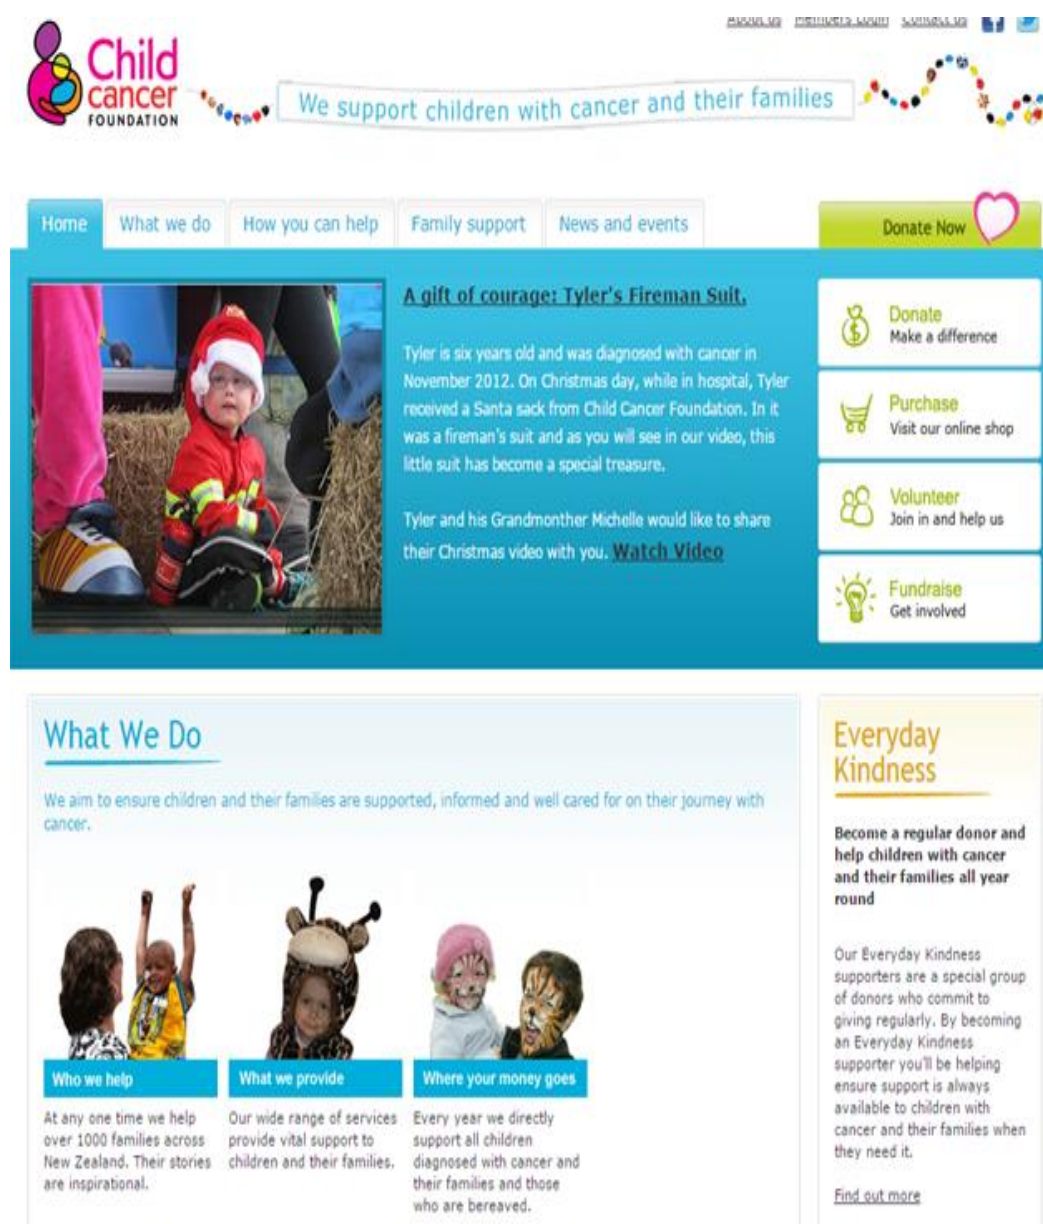 About us Members Login Contact us
Child
cancer
FOUNDATION
We support children with cancer and their families
Home
What we do
How you can help
Family support
News and events
Donate Now
A gift of courage: Tyler's Fireman Suit.
Tyler is six years old and was diagnosed with cancer in
November 2012. On Christmas day, while in hospital, Tyler
received a Santa sack from Child Cancer Foundation. In it
was a fireman's suit and as you will see in our video, this
little suit has become a special treasure.
Tyler and his Grandmonther Michelle would like to share
their Christmas video with you. Watch Video
Donate
Make a difference
Purchase
Visit our online shop
Volunteer
Join in and help us
Fundraise
Get involved
What We Do
We aim to ensure children and their families are supported, informed and well cared for on their journey with
cancer.
Who we help
At any one time we help
over 1000 families across
New Zealand. Their stories
are inspirational.
What we provide
Our wide range of services
provide vital support to
children and their families.
Where your money goes
Every year we directly
support all children
diagnosed with cancer and
their families and those
who are bereaved.
Everyday
Kindness
Become a regular donor and
help children with cancer
and their families all year
round
Our Everyday Kindness
supporters are a special group
of donors who commit to
giving regularly. By becoming
an Everyday Kindness
supporter you'll be helping
ensure support is always
available to children with
cancer and their families when
they need it.
Find out more